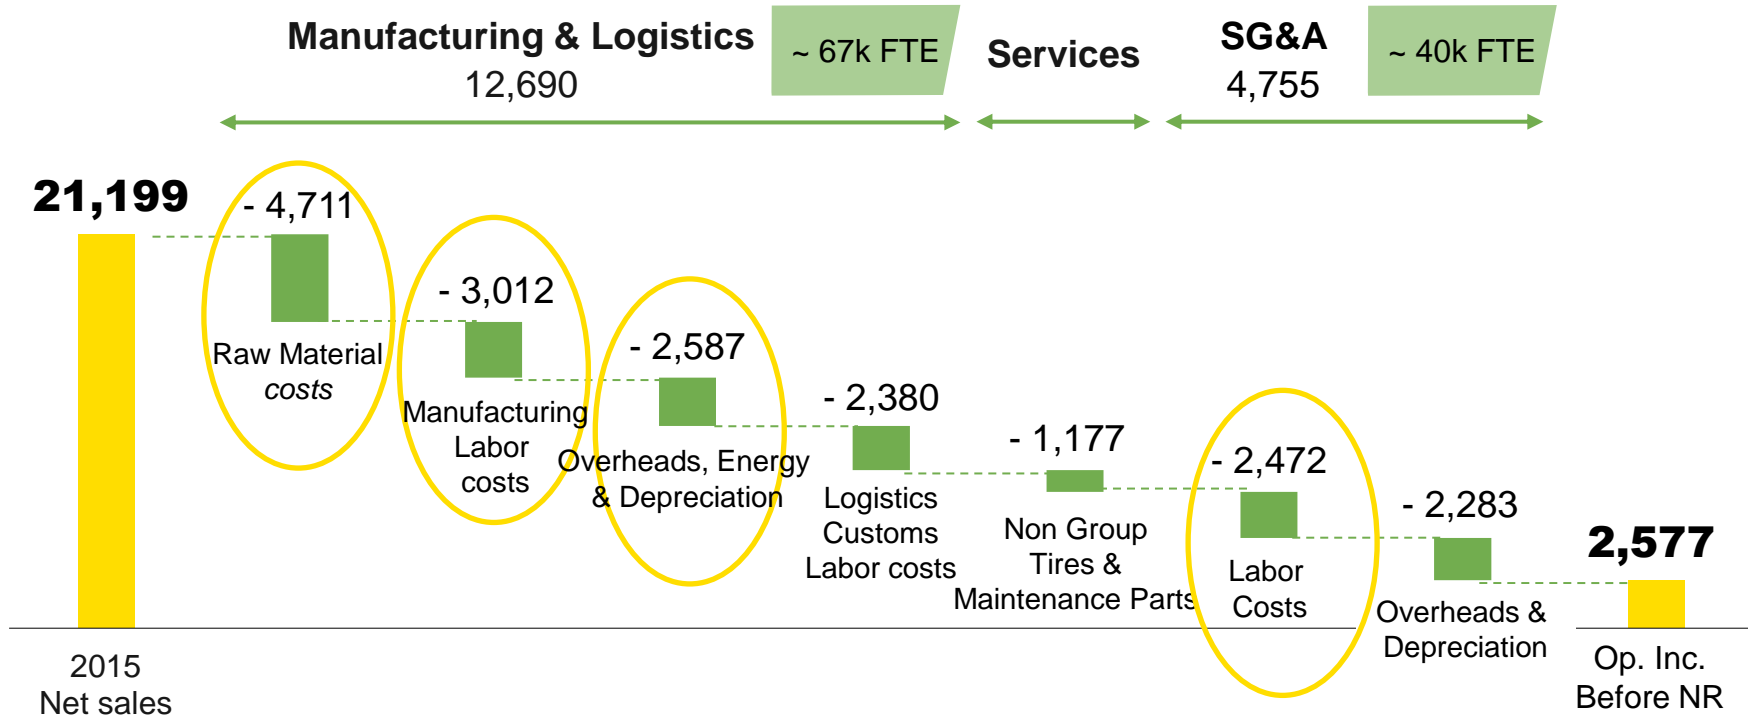 Manufacturing & Logistics
12,690
~ 67k FTE
Services
SG&A
4,755
~ 40k FTE
21,199
- 4,711
- 3,012
- 2,587
- 2,380
- 1,177
- 2,472
- 2,283
2,577
Raw Material
costs
Manufacturing
Labor
costs
Overheads, Energy
& Depreciation
Logistics
Customs
Labor costs
Non Group
Tires &
Maintenance Parts
Labor
Costs
Overheads &
Depreciation
2015
Net sales
Op. Inc.
Before NR